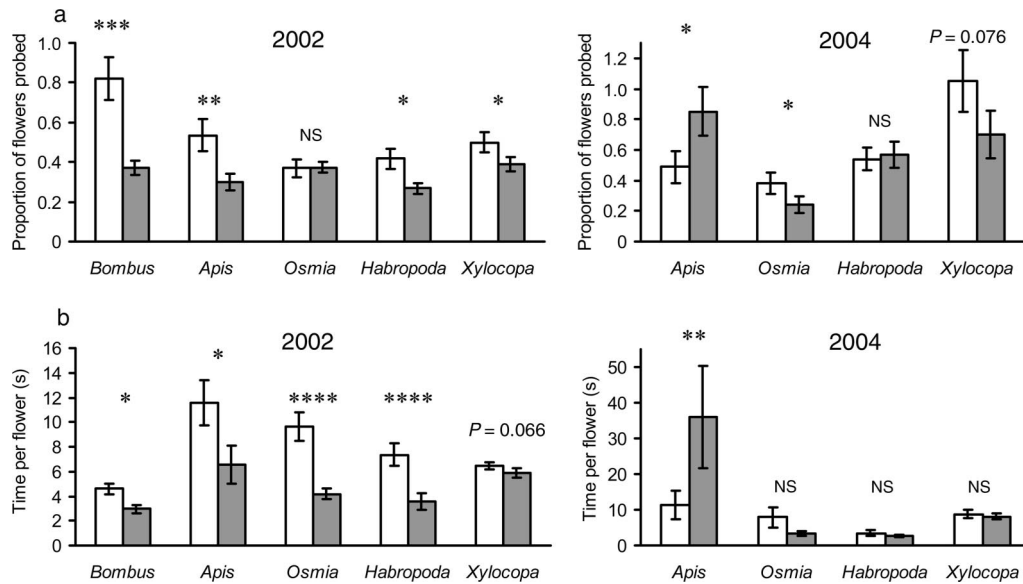 a
2002
Proportion of flowers probed
1.0
0.8
0.6
0.4
0.2
0
***
**
NS
*
*
Bombus Apis Osmia Habropoda Xylocopa
2004
Proportion of flowers probed
1.2
1.0
0.8
0.6
0.4
0.2
0
*
*
NS
P = 0.076
Apis Osmia Habropoda Xylocopa
b
2002
Time per flower (s)
16
14
12
10
8
6
4
2
0
*
*
****
****
P = 0.066
Bombus Apis Osmia Habropoda Xylocopa
2004
Time per flower (s)
50
40
30
20
10
0
**
NS
NS
NS
Apis Osmia Habropoda Xylocopa